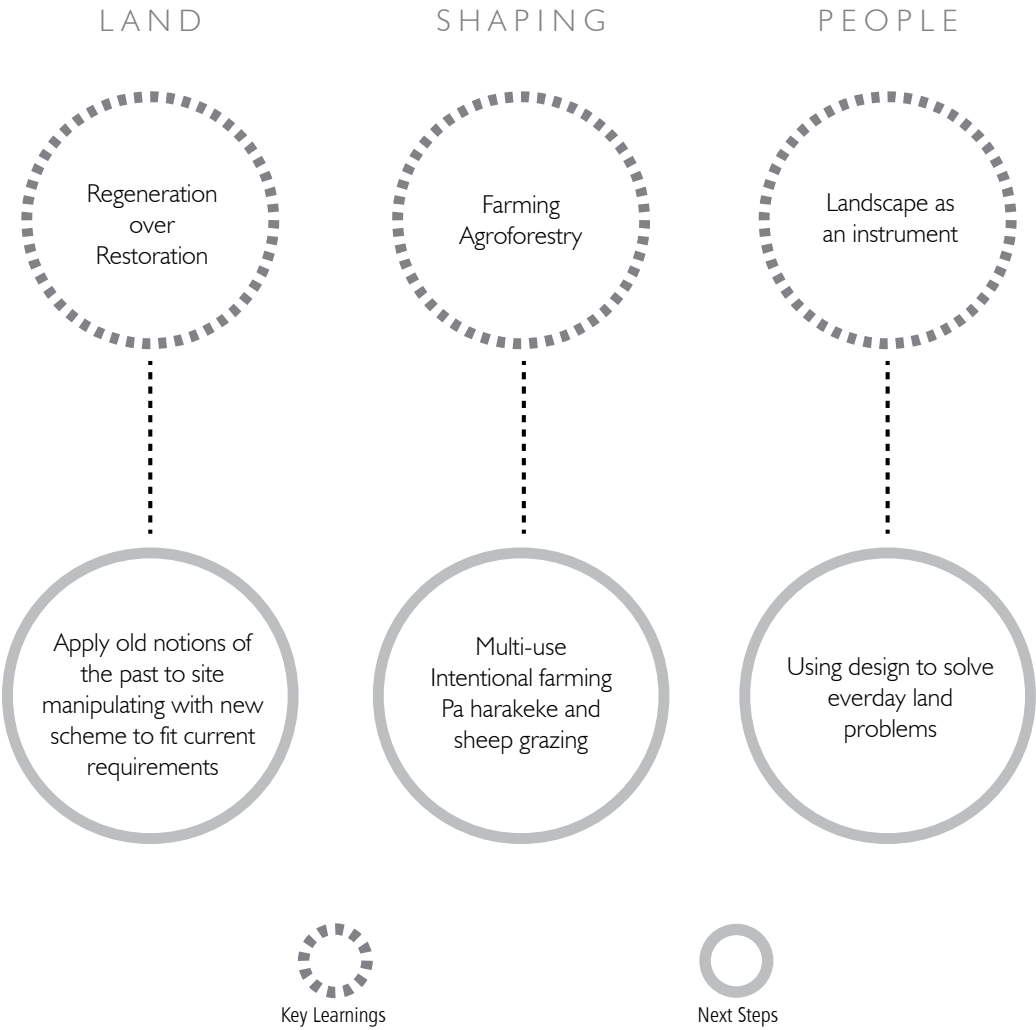 LAND
SHAPING
PEOPLE
Regeneration
over
Restoration
Farming
Agroforestry
Landscape as
an instrument
Apply old notions of
the past to site
manipulating with new
scheme to fit current
requirements
Multi-use
Intentional farming
Pa harakeke and
sheep grazing
Using design to solve
everday land
problems
Key Learnings
Next Steps